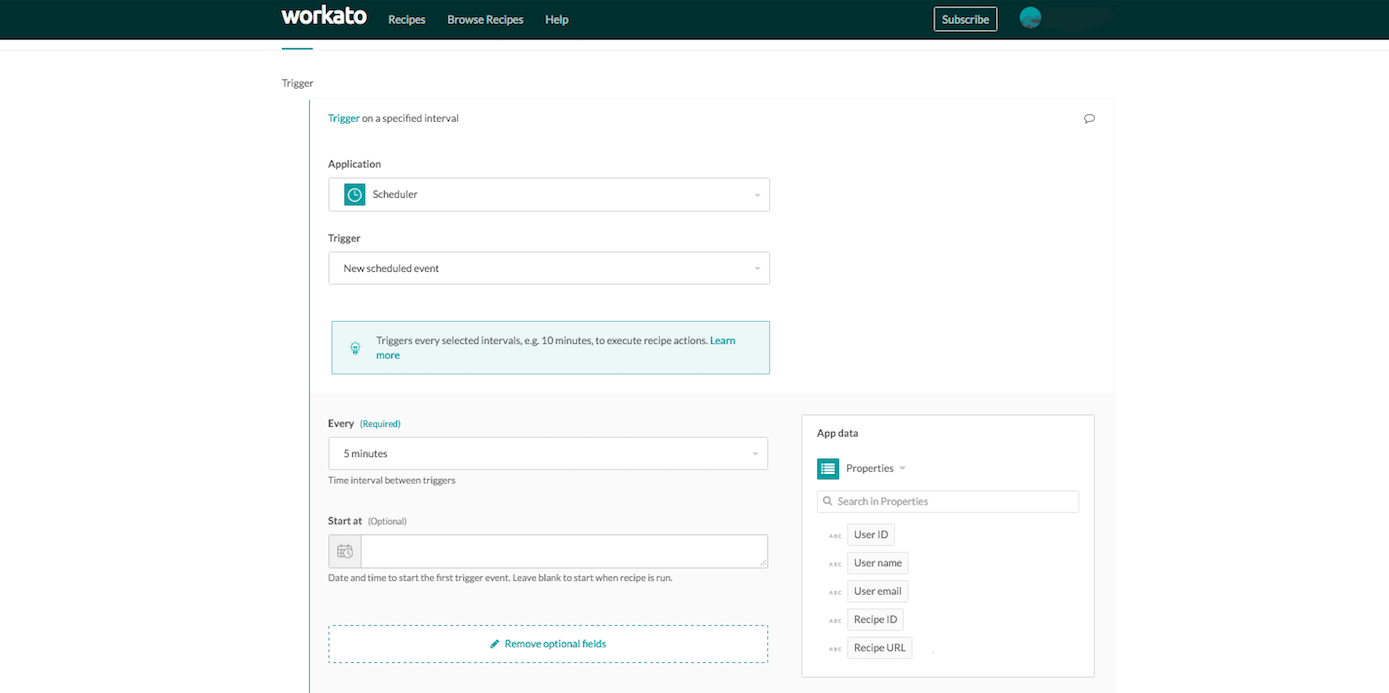 workato Recipes Browse Recipes Help Subscribe
Trigger
Trigger on a specified interval
Application
Scheduler
Trigger
New scheduled event
Triggers every selected intervals, e.g. 10 minutes, to execute recipe actions. Learn
more
Every (Required)
5 minutes
Time interval between triggers
Start at (Optional)
Date and time to start the first trigger event. Leave blank to start when recipe is run.
Remove optional fields
App data
Properties
Search in Properties
ABC User ID
ABC User name
ABC User email
ABC Recipe ID
ABC Recipe URL